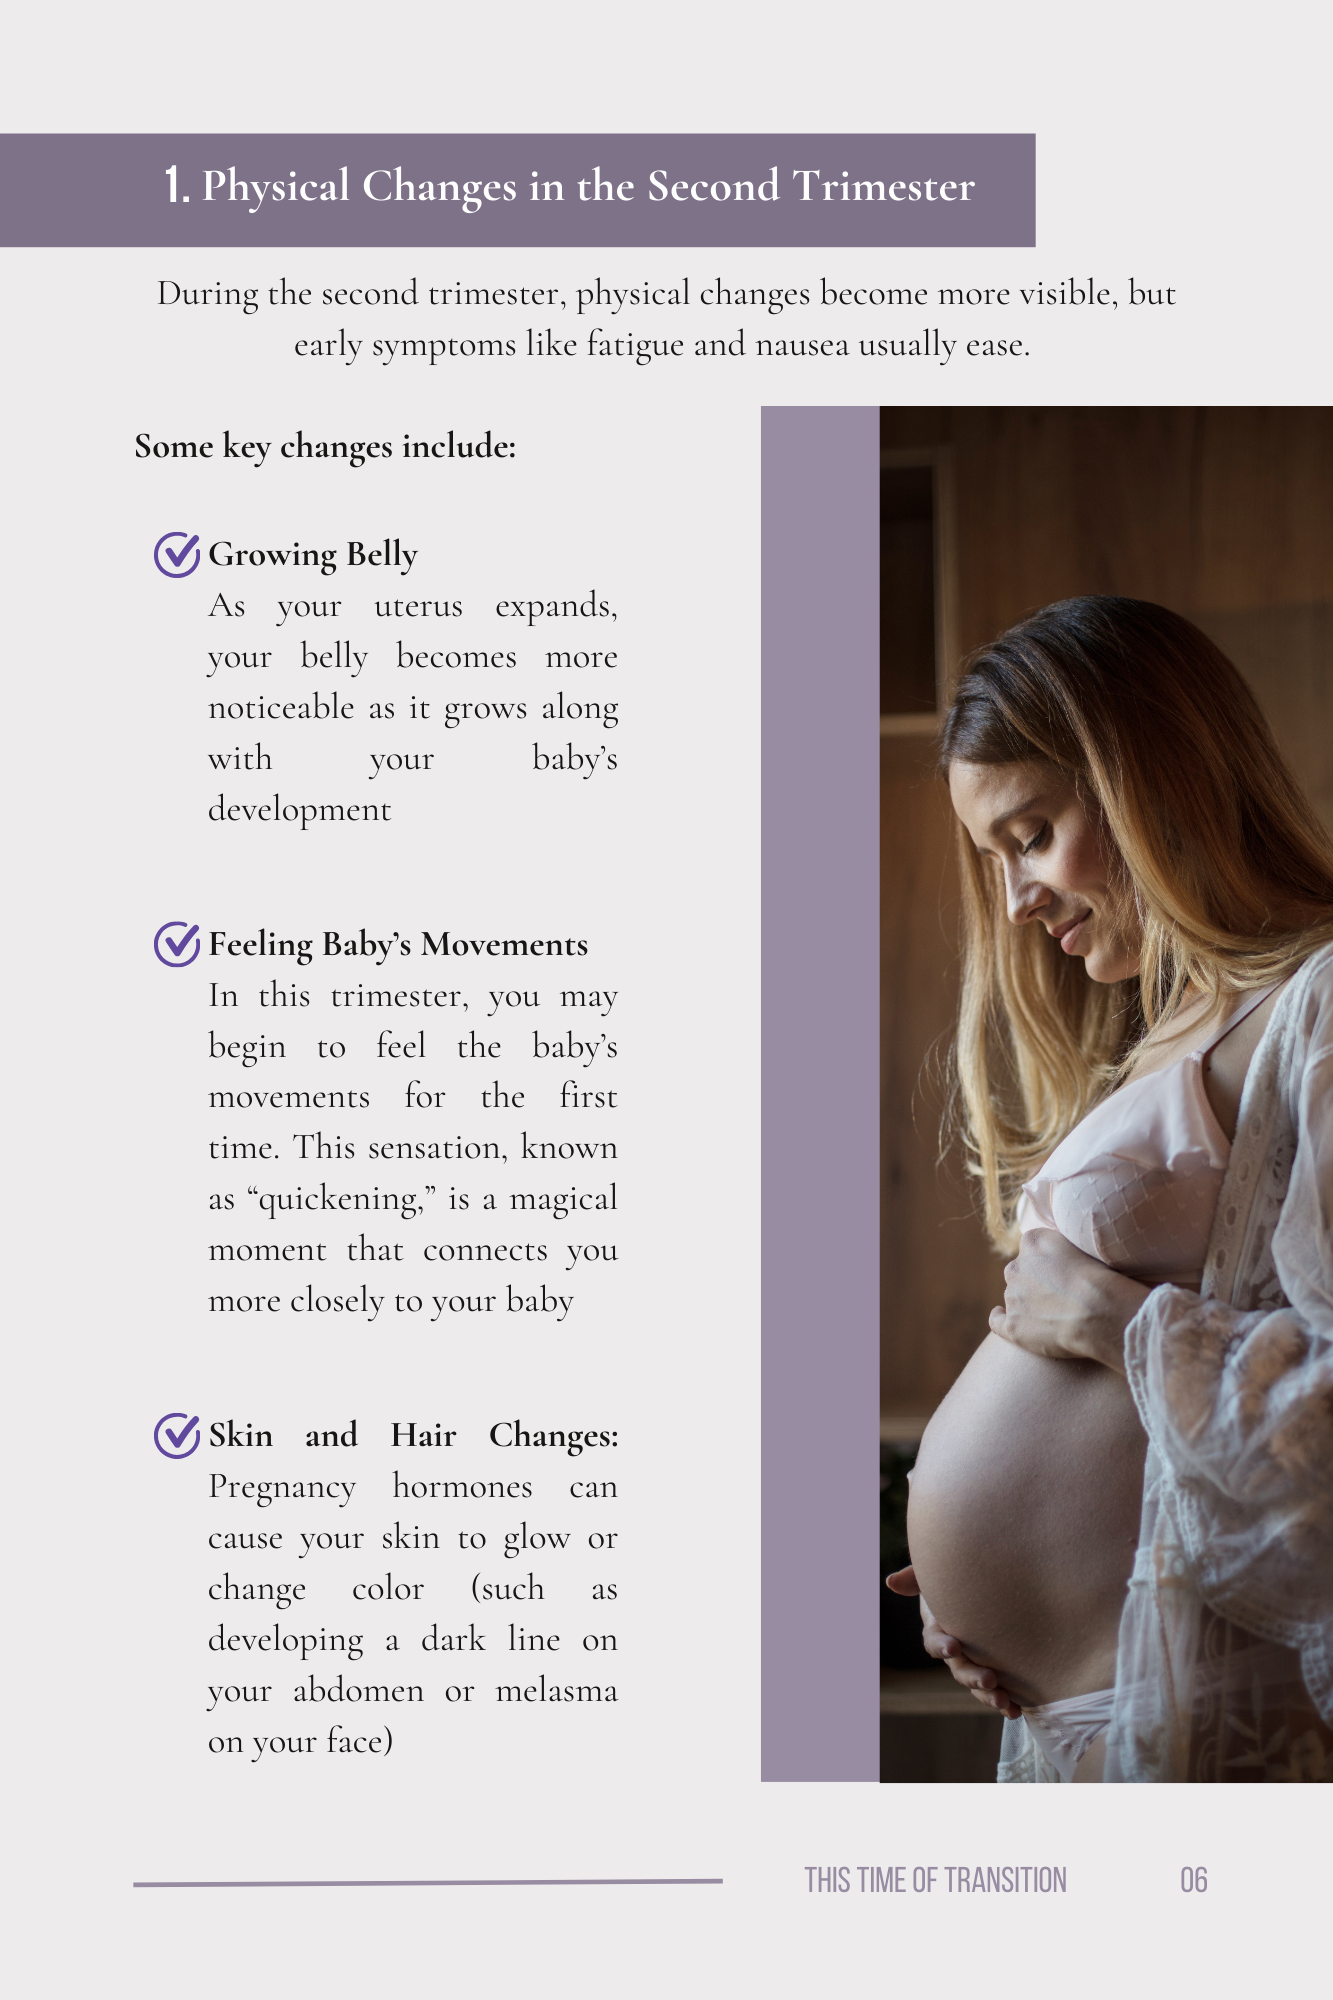 1. Physical Changes in the Second Trimester
During the second trimester, physical changes become more visible, but
early symptoms like fatigue and nausea usually ease.
Some key changes include:
Growing Belly
As your uterus expands,
your belly becomes more
noticeable as it grows along
with your baby’s
development
Feeling Baby’s Movements
In this trimester, you may
begin to feel the baby’s
movements for the first
time. This sensation, known
as “quickening,” is a magical
moment that connects you
more closely to your baby
Skin and Hair Changes:
Pregnancy hormones can
cause your skin to glow or
change color (such as
developing a dark line on
your abdomen or melasma
on your face)
THIS TIME OF TRANSITION 06